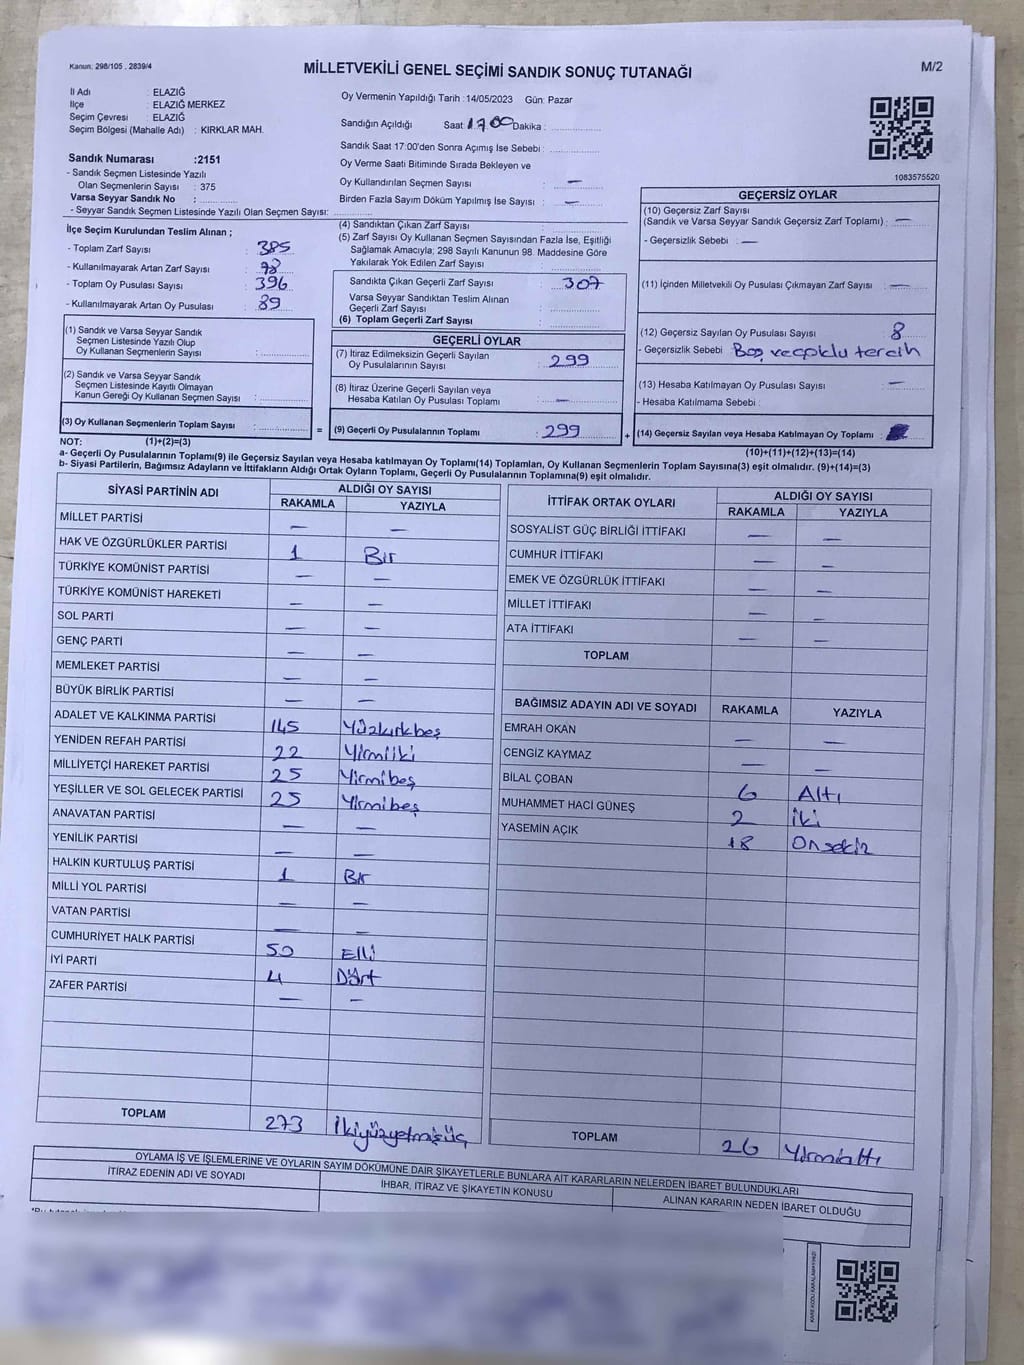 Kanun: 298/105 , 2839/4
MİLLETVEKİLİ GENEL SEÇİMİ SANDIK SONUÇ TUTANAĞI
M/2
İl Adı : ELAZIĞ
İlçe : ELAZIĞ MERKEZ
Seçim Çevresi : ELAZIĞ
Seçim Bölgesi (Mahalle Adı) : KIRKLAR MAH.
Sandık Numarası :2151
- Sandık Seçmen Listesinde Yazılı
Olan Seçmenlerin Sayısı : 375
Varsa Seyyar Sandık No :
- Seyyar Sandık Seçmen Listesinde Yazılı Olan Seçmen Sayısı:
Oy Vermenin Yapıldığı Tarih : 14/05/2023 Gün: Pazar
Sandığın Açıldığı Saat: 17.00 Dakika :
Sandık Saat 17:00'den Sonra Açımış İse Sebebi :
Oy Verme Saati Bitiminde Sırada Bekleyen ve
Oy Kullandırılan Seçmen Sayısı : —
Birden Fazla Sayım Döküm Yapılmış İse Sayısı : —
1083575520
İlçe Seçim Kurulundan Teslim Alınan ;
- Toplam Zarf Sayısı : 385
- Kullanılmayarak Artan Zarf Sayısı : 78
- Toplam Oy Pusulası Sayısı : 396
- Kullanılmayarak Artan Oy Pusulası : 89
(1) Sandık ve Varsa Seyyar Sandık
Seçmen Listesinde Yazılı Olup
Oy Kullanan Seçmenlerin Sayısı :
(2) Sandık ve Varsa Seyyar Sandık
Seçmen Listesinde Kayıtlı Olmayan
Kanun Gereği Oy Kullanan Seçmen Sayısı :
(3) Oy Kullanan Seçmenlerin Toplam Sayısı : =
(4) Sandıktan Çıkan Zarf Sayısı :
(5) Zarf Sayısı Oy Kullanan Seçmen Sayısından Fazla İse, Eşitliği
Sağlamak Amacıyla; 298 Sayılı Kanunun 98. Maddesine Göre
Yakılarak Yok Edilen Zarf Sayısı :
Sandıkta Çıkan Geçerli Zarf Sayısı : 307
Varsa Seyyar Sandıktan Teslim Alınan
Geçerli Zarf Sayısı :
(6) Toplam Geçerli Zarf Sayısı :
GEÇERLİ OYLAR
(7) İtiraz Edilmeksizin Geçerli Sayılan
Oy Pusulalarının Sayısı : 299
(8) İtiraz Üzerine Geçerli Sayılan veya
Hesaba Katılan Oy Pusulası Toplamı : —
(9) Geçerli Oy Pusulalarının Toplamı : 299 +
GEÇERSİZ OYLAR
(10) Geçersiz Zarf Sayısı
(Sandık ve Varsa Seyyar Sandık Geçersiz Zarf Toplamı) : —
- Geçersizlik Sebebi : —
(11) İçinden Milletvekili Oy Pusulası Çıkmayan Zarf Sayısı : —
(12) Geçersiz Sayılan Oy Pusulası Sayısı : 8
- Geçersizlik Sebebi : Boş ve çoklu tercih
(13) Hesaba Katılmayan Oy Pusulası Sayısı : —
- Hesaba Katılmama Sebebi :
(14) Geçersiz Sayılan veya Hesaba Katılmayan Oy Toplamı :
NOT: (1)+(2)=(3)
(10)+(11)+(12)+(13)=(14)
a- Geçerli Oy Pusulalarının Toplamı(9) ile Geçersiz Sayılan veya Hesaba katılmayan Oy Toplamı(14) Toplamları, Oy Kullanan Seçmenlerin Toplam Sayısına(3) eşit olmalıdır. (9)+(14)=(3)
b- Siyasi Partilerin, Bağımsız Adayların ve İttifakların Aldığı Ortak Oyların Toplamı, Geçerli Oy Pusulalarının Toplamına(9) eşit olmalıdır.
SİYASİ PARTİNİN ADI ALDIĞI OY SAYISI
RAKAMLA YAZIYLA
MİLLET PARTİSİ — —
HAK VE ÖZGÜRLÜKLER PARTİSİ 1 Bir
TÜRKİYE KOMÜNİST PARTİSİ — —
TÜRKİYE KOMÜNİST HAREKETİ — —
SOL PARTİ — —
GENÇ PARTİ — —
MEMLEKET PARTİSİ — —
BÜYÜK BİRLİK PARTİSİ — —
ADALET VE KALKINMA PARTİSİ 145 Yüzkırkbeş
YENİDEN REFAH PARTİSİ 22 Yirmiiki
MİLLİYETÇİ HAREKET PARTİSİ 25 Yirmibeş
YEŞİLLER VE SOL GELECEK PARTİSİ 25 Yirmibeş
ANAVATAN PARTİSİ — —
YENİLİK PARTİSİ — —
HALKIN KURTULUŞ PARTİSİ 1 Bir
MİLLİ YOL PARTİSİ — —
VATAN PARTİSİ — —
CUMHURİYET HALK PARTİSİ 50 Elli
İYİ PARTİ 4 Dört
ZAFER PARTİSİ — —
TOPLAM 273 İkiyüzyetmişüç
İTTİFAK ORTAK OYLARI ALDIĞI OY SAYISI
RAKAMLA YAZIYLA
SOSYALİST GÜÇ BİRLİĞİ İTTİFAKI — —
CUMHUR İTTİFAKI — —
EMEK VE ÖZGÜRLÜK İTTİFAKI — —
MİLLET İTTİFAKI — —
ATA İTTİFAKI — —
TOPLAM
BAĞIMSIZ ADAYIN ADI VE SOYADI RAKAMLA YAZIYLA
EMRAH OKAN — —
CENGİZ KAYMAZ — —
BİLAL ÇOBAN 6 Altı
MUHAMMET HACİ GÜNEŞ 2 İki
YASEMİN AÇIK 18 Onsekiz
TOPLAM 26 Yirmialtı
OYLAMA İŞ VE İŞLEMLERİNE VE OYLARIN SAYIM DÖKÜMÜNE DAİR ŞİKAYETLERLE BUNLARA AİT KARARLARIN NELERDEN İBARET BULUNDUKLARI
İTİRAZ EDENİN ADI VE SOYADI İHBAR, İTİRAZ VE ŞİKAYETİN KONUSU ALINAN KARARIN NEDEN İBARET OLDUĞU